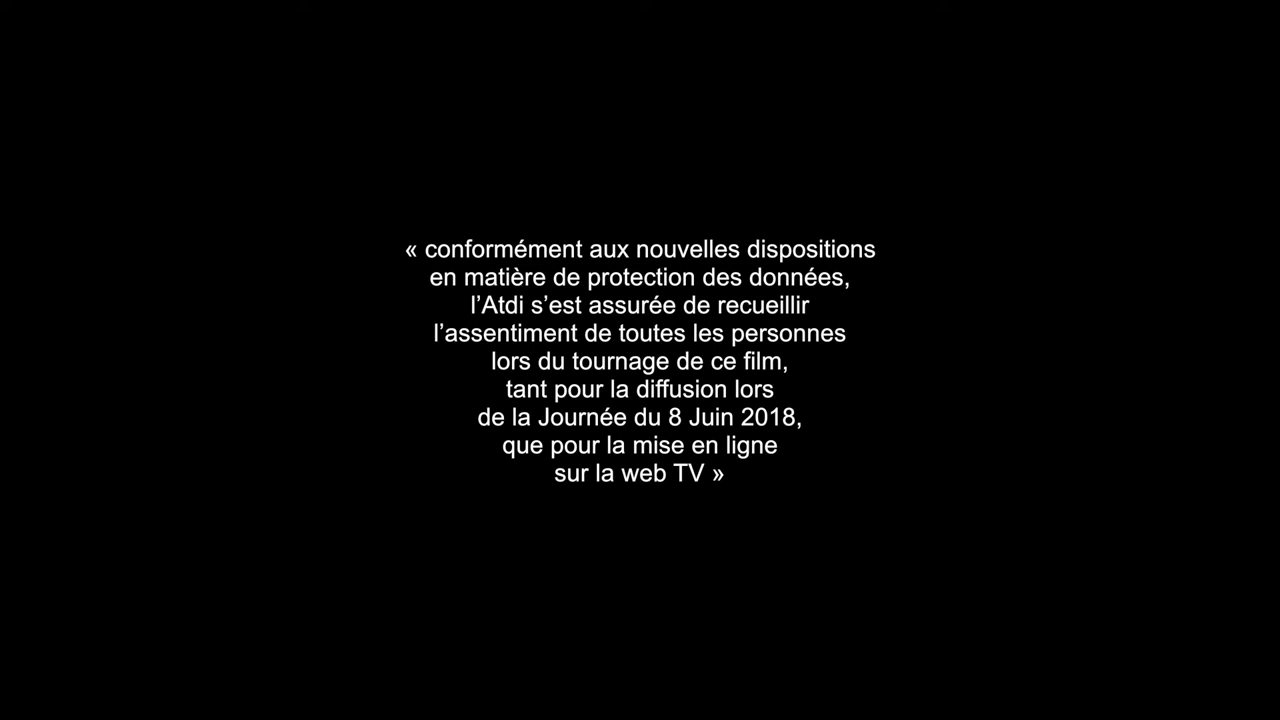 « conformément aux nouvelles dispositions
en matière de protection des données,
l’Atdi s’est assurée de recueillir
l’assentiment de toutes les personnes
lors du tournage de ce film,
tant pour la diffusion lors
de la Journée du 8 Juin 2018,
que pour la mise en ligne
sur la web TV »